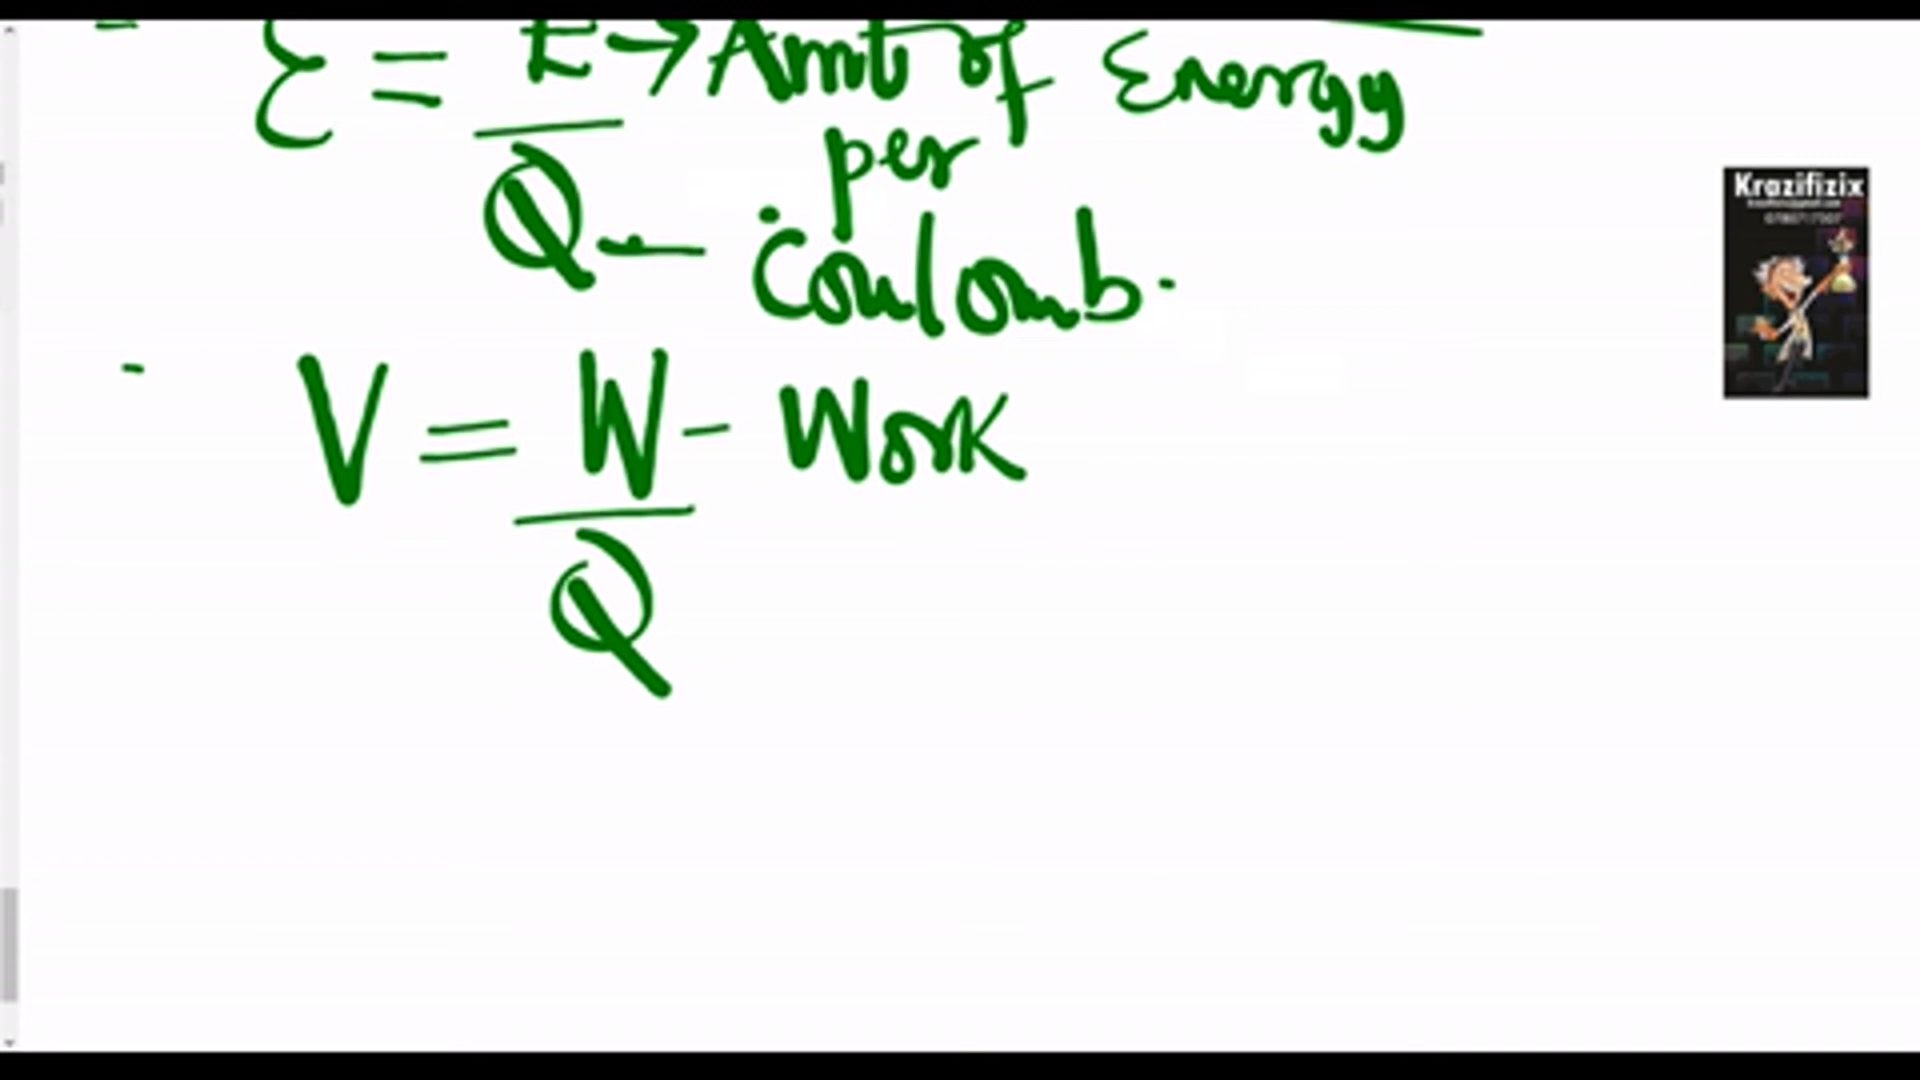 Ɛ = E → Amt of Energy
per
Q – Coulomb.
- V = W - Work
Q
Krazifizix